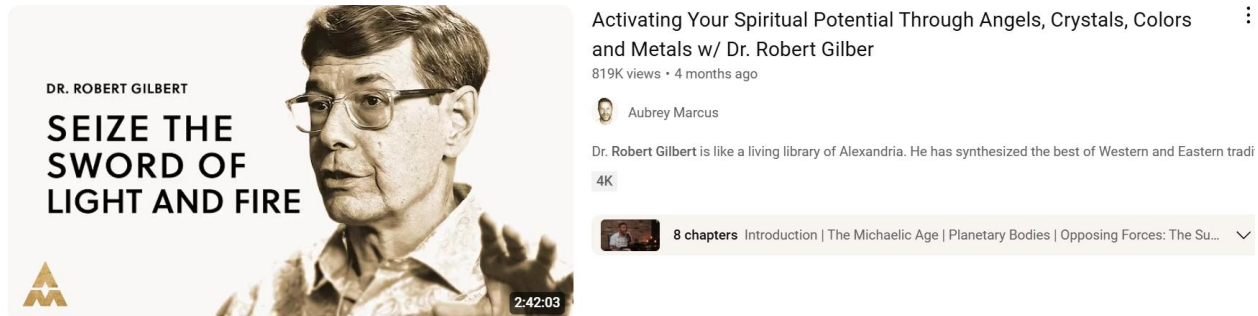 DR. ROBERT GILBERT
SEIZE THE
SWORD OF
LIGHT AND FIRE
2:42:03
Activating Your Spiritual Potential Through Angels, Crystals, Colors
and Metals w/ Dr. Robert Gilber
819K views • 4 months ago
Aubrey Marcus
Dr. Robert Gilbert is like a living library of Alexandria. He has synthesized the best of Western and Eastern tradi
4K
8 chapters Introduction | The Michaelic Age | Planetary Bodies | Opposing Forces: The Su...